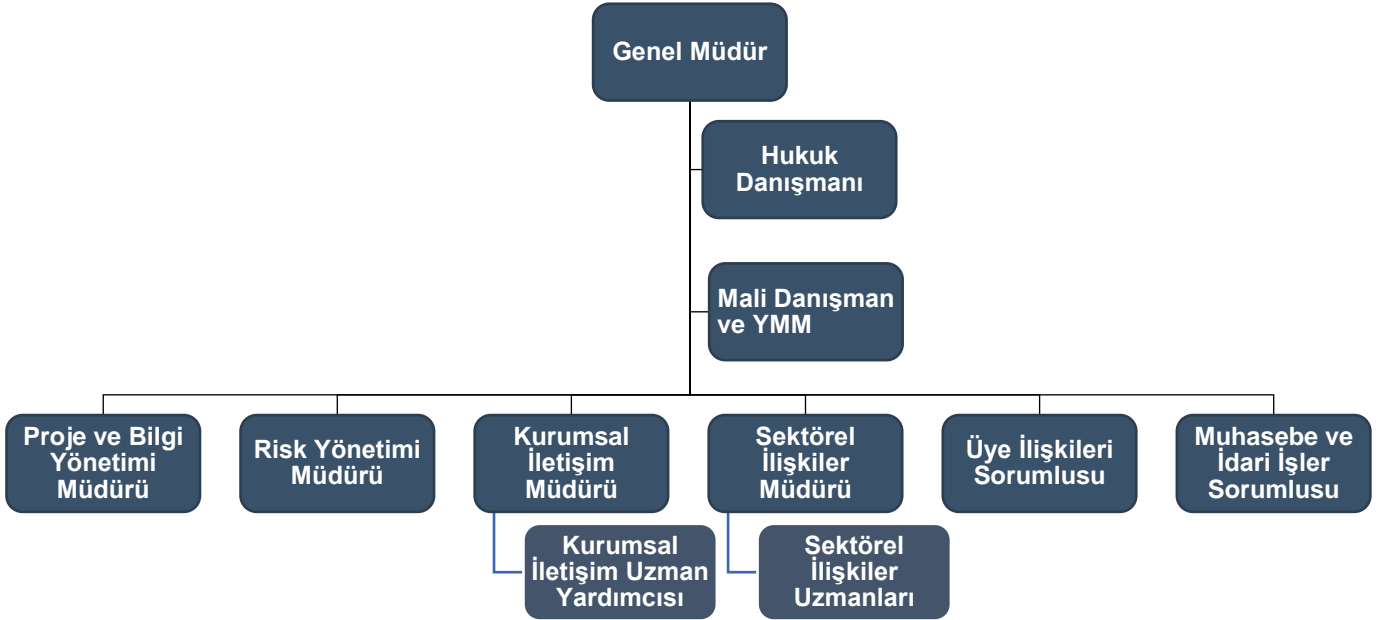 Genel Müdür
Hukuk
Danışmanı
Mali Danışman
ve YMM
Proje ve Bilgi
Yönetimi
Müdürü
Risk Yönetimi
Müdürü
Kurumsal
İletişim
Müdürü
Sektörel
İlişkiler
Müdürü
Üye İlişkileri
Sorumlusu
Muhasebe ve
İdari İşler
Sorumlusu
Kurumsal
İletişim Uzman
Yardımcısı
Sektörel
İlişkiler
Uzmanları